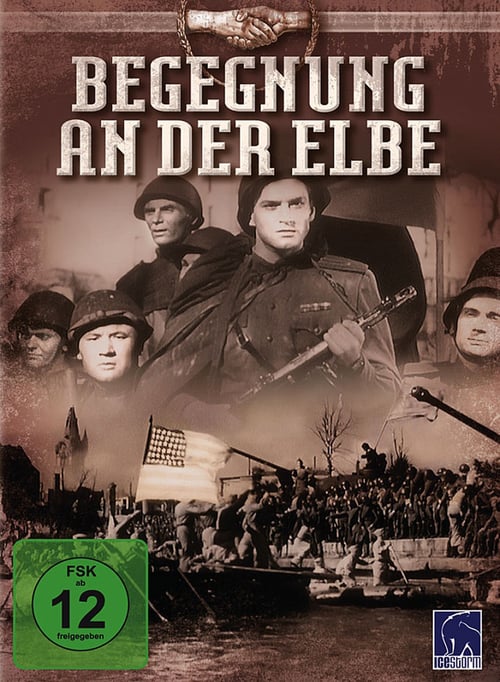 BEGEGNUNG
AN DER ELBE
FSK
ab
12
freigegeben
icestorm